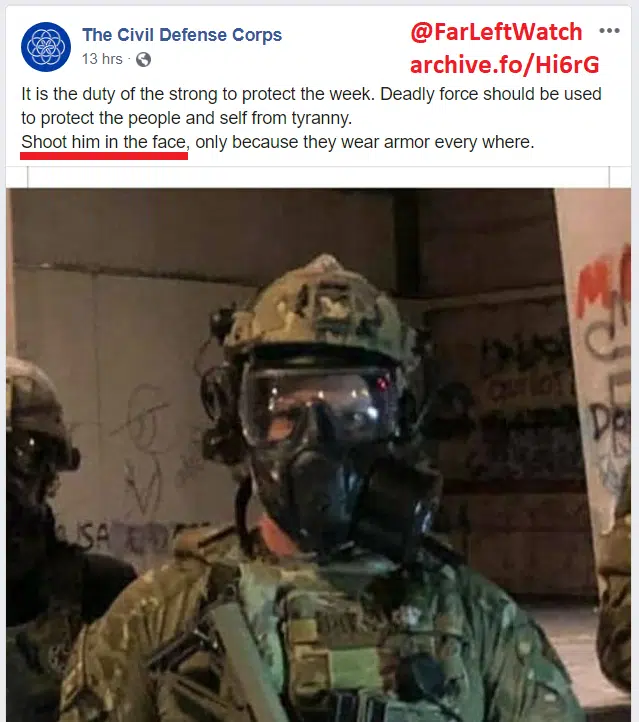 The Civil Defense Corps
@FarLeftWatch
13 hrs ·
archive.fo/Hi6rG
It is the duty of the strong to protect the week. Deadly force should be used
to protect the people and self from tyranny.
Shoot him in the face, only because they wear armor every where.